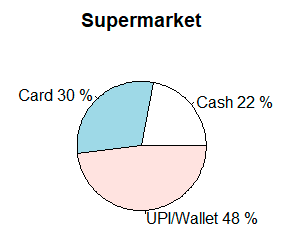 Supermarket
Card 30 %
Cash 22 %
UPI/Wallet 48 %